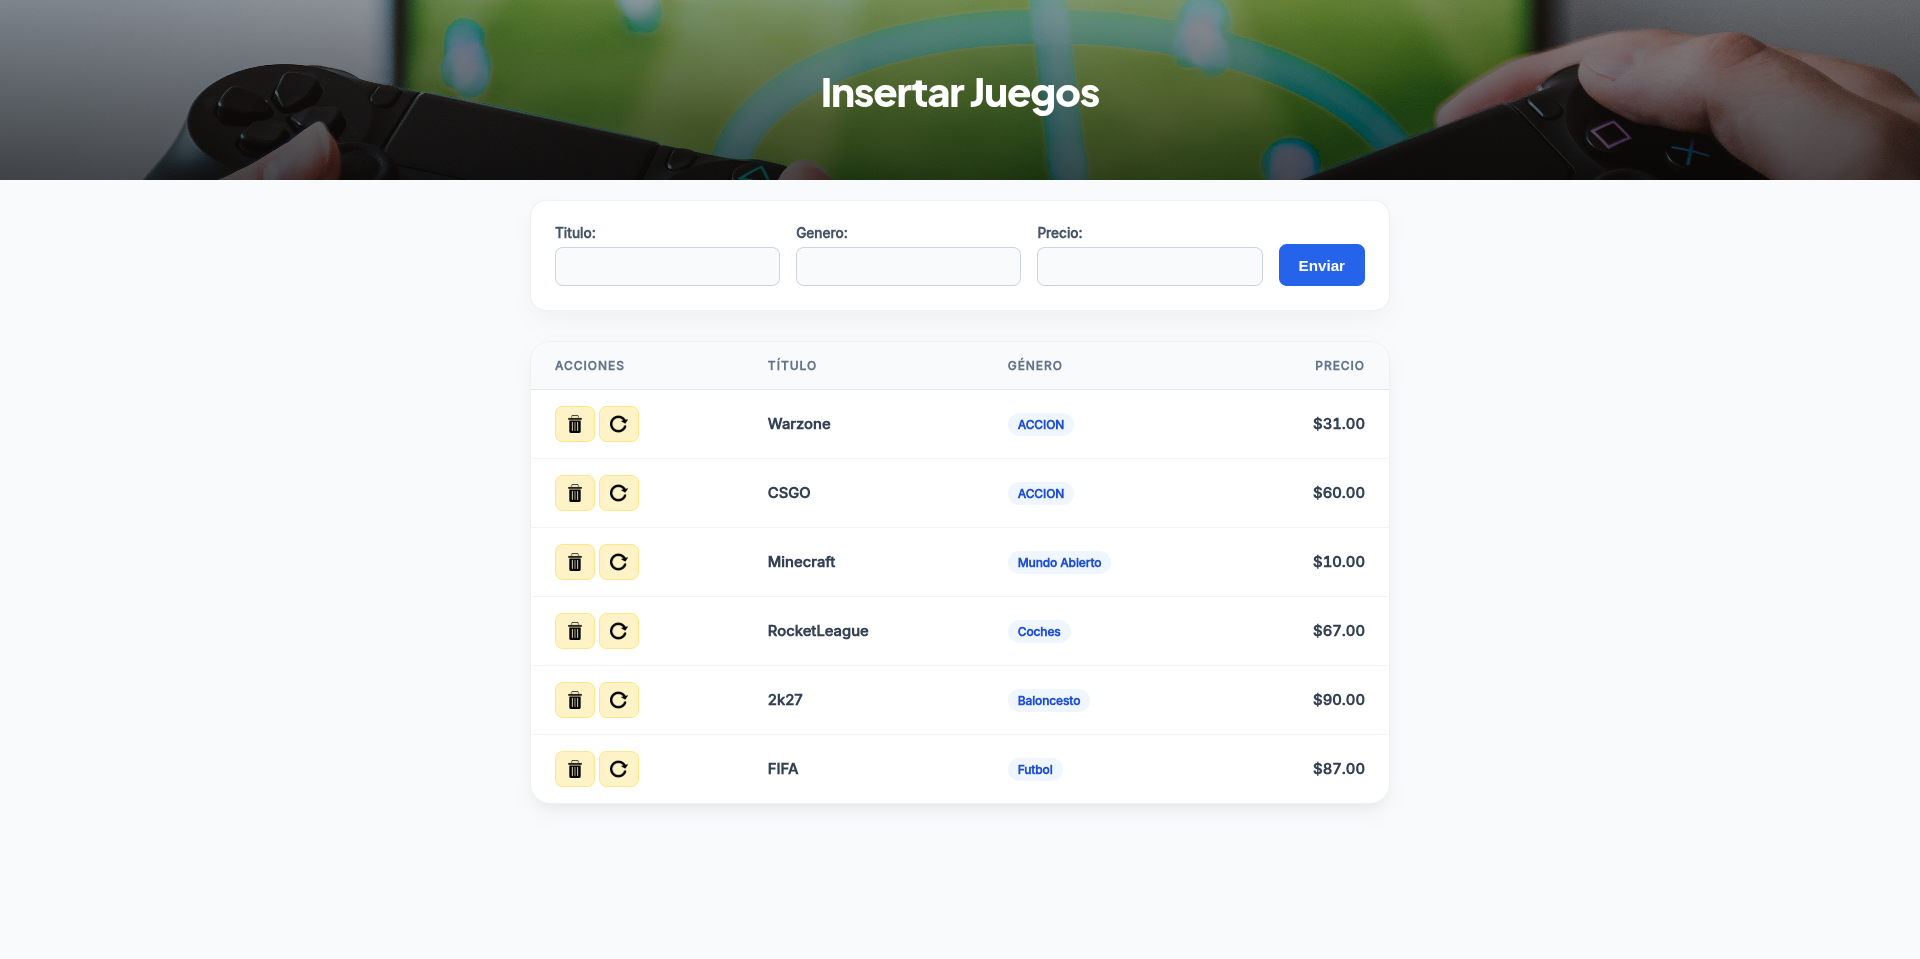 Insertar Juegos
Titulo: Genero: Precio:
Enviar
ACCIONES TÍTULO GÉNERO PRECIO
Warzone ACCION $31.00
CSGO ACCION $60.00
Minecraft Mundo Abierto $10.00
RocketLeague Coches $67.00
2k27 Baloncesto $90.00
FIFA Futbol $87.00